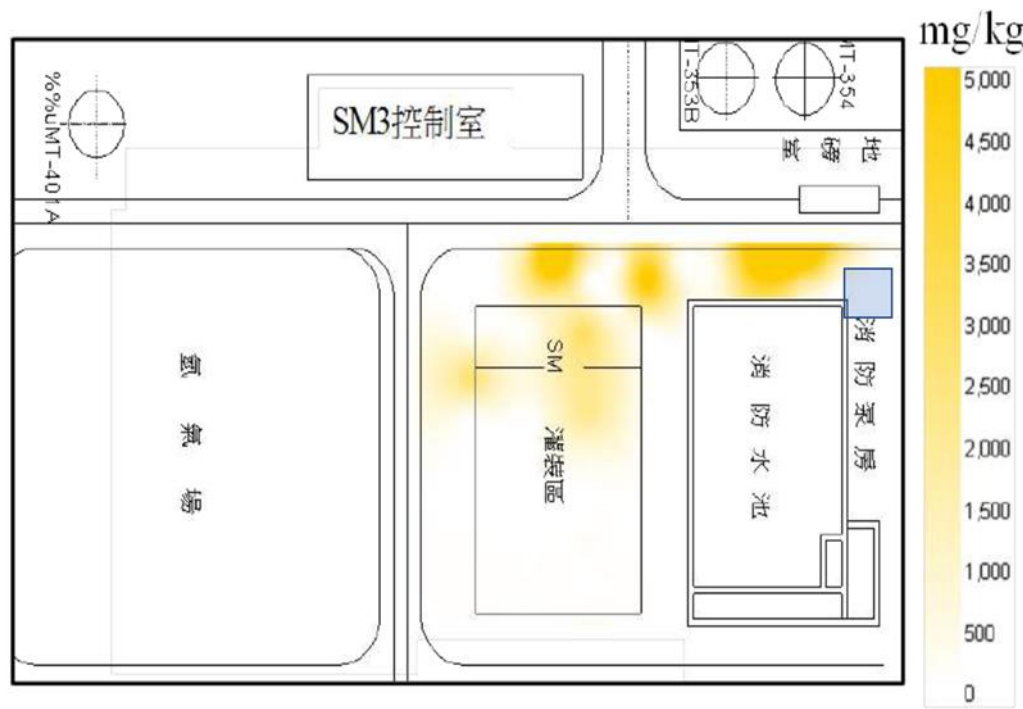 mg/kg
%%uMT-401A
SM3控制室
MT-353B
MT-354
地磅室
氫氣場
SM
灌裝區
消防水池
消防泵房
5,000
4,500
4,000
3,500
3,000
2,500
2,000
1,500
1,000
500
0